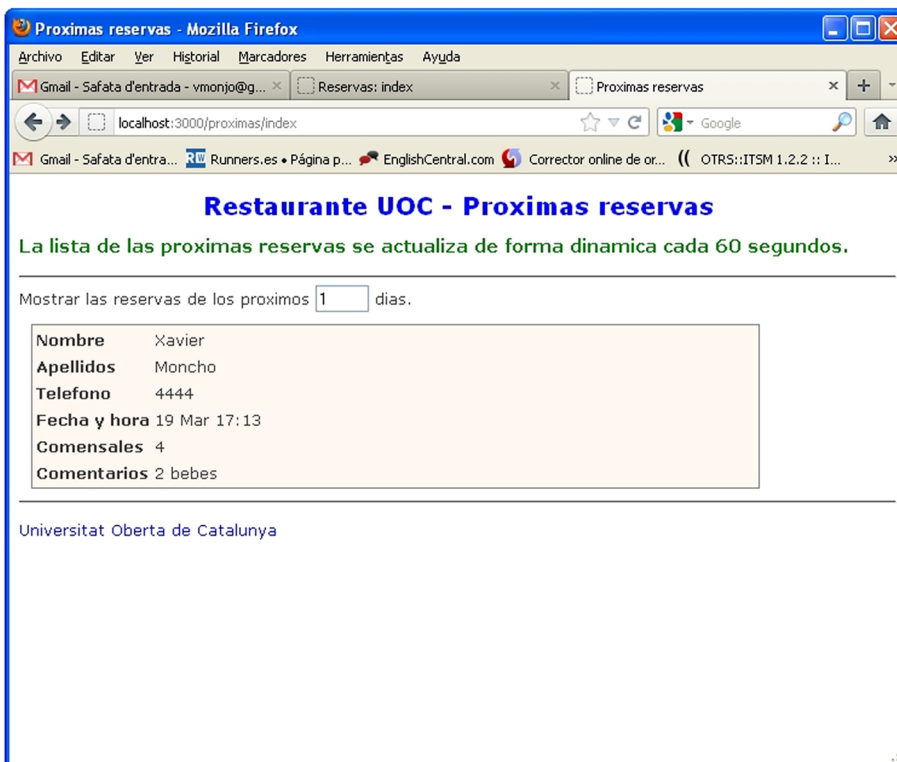 Proximas reservas - Mozilla Firefox
Archivo Editar Ver Historial Marcadores Herramientas Ayuda
Gmail - Safata d'entrada - vmonjo@g... × Reservas: index × Proximas reservas ×
localhost:3000/proximas/index Google
Gmail - Safata d'entra... RW Runners.es • Página p... EnglishCentral.com Corrector online de or... (( OTRS::ITSM 1.2.2 :: I... »
Restaurante UOC - Proximas reservas
La lista de las proximas reservas se actualiza de forma dinamica cada 60 segundos.
Mostrar las reservas de los proximos 1 dias.
Nombre Xavier
Apellidos Moncho
Telefono 4444
Fecha y hora 19 Mar 17:13
Comensales 4
Comentarios 2 bebes
Universitat Oberta de Catalunya